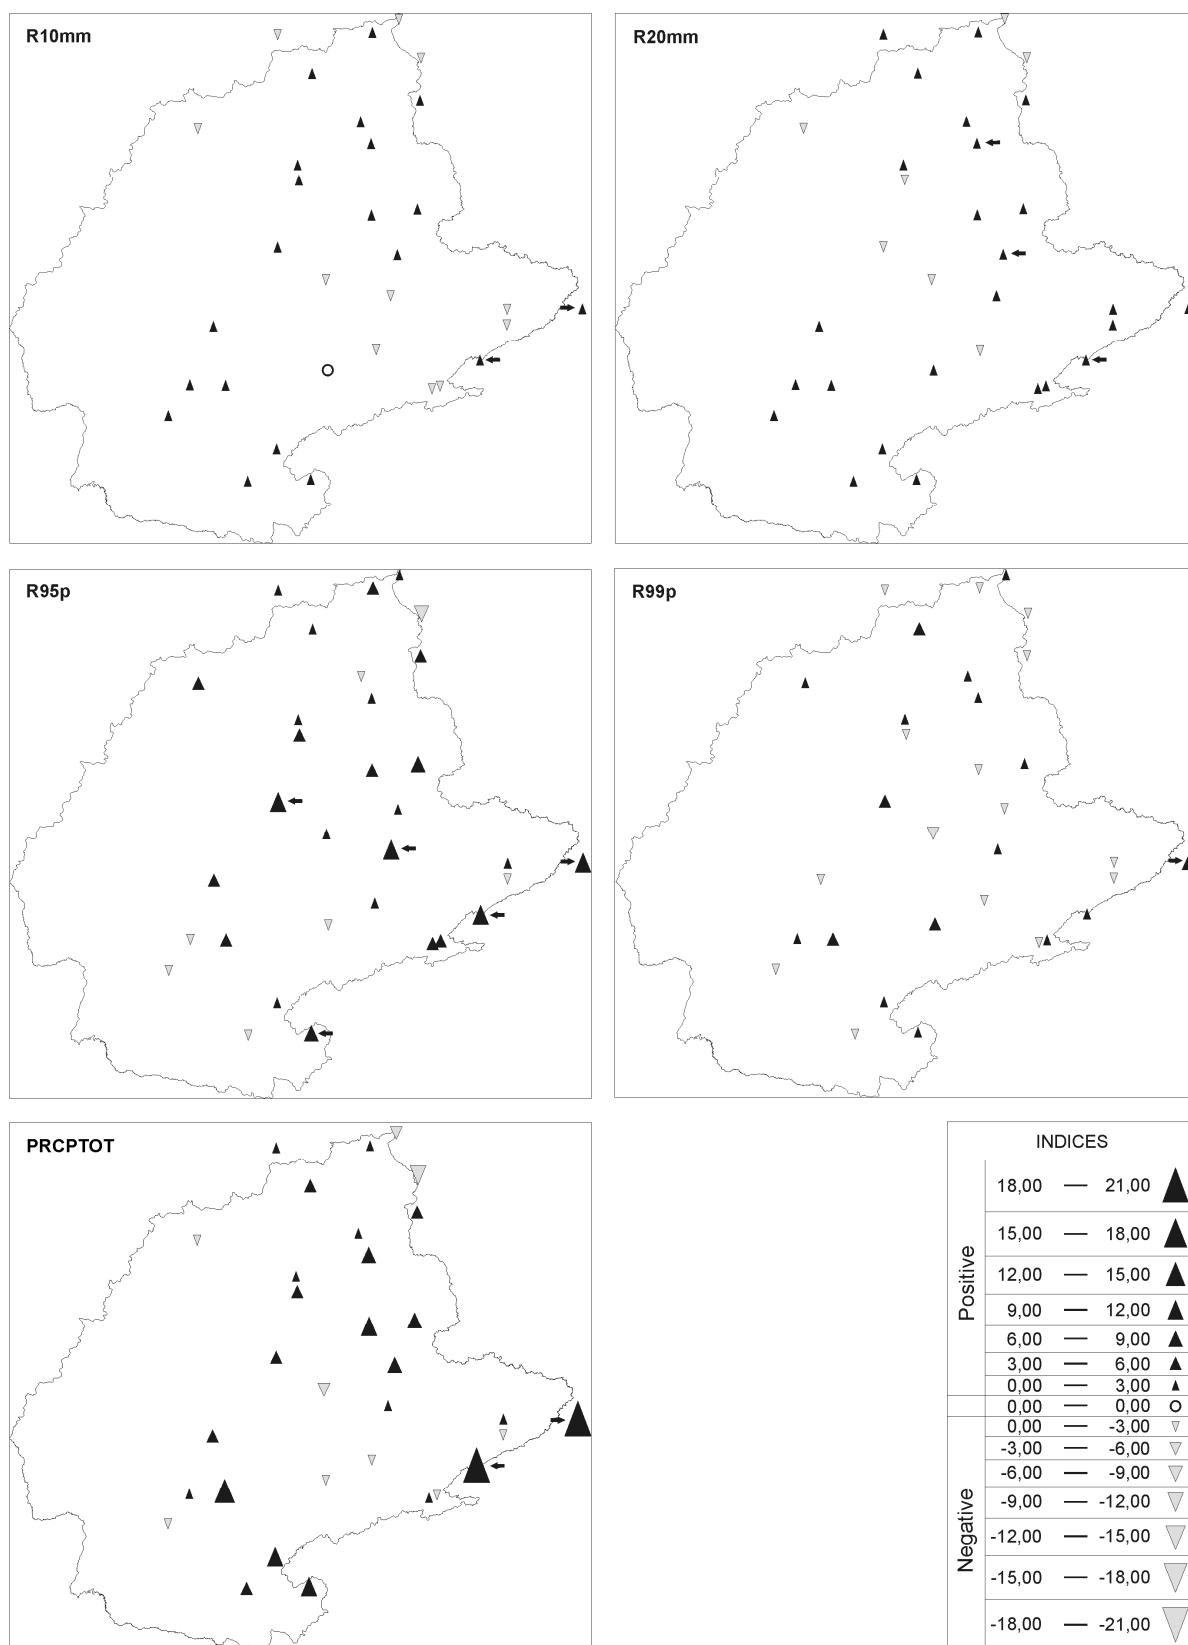 R10mm
R20mm
R95p
R99p
PRCPTOT
INDICES
Positive
18,00 — 21,00
15,00 — 18,00
12,00 — 15,00
9,00 — 12,00
6,00 — 9,00
3,00 — 6,00
0,00 — 3,00
0,00 — 0,00
Negative
0,00 — -3,00
-3,00 — -6,00
-6,00 — -9,00
-9,00 — -12,00
-12,00 — -15,00
-15,00 — -18,00
-18,00 — -21,00